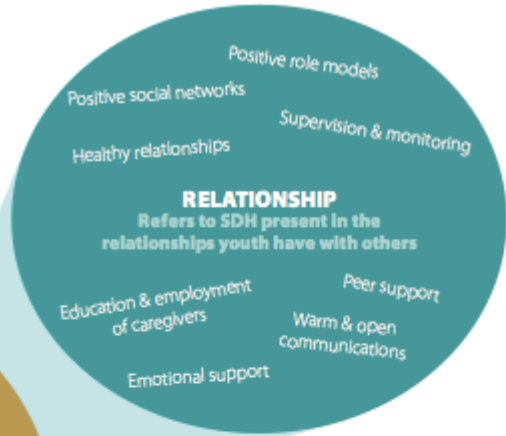 Positive role models
Positive social networks
Supervision & monitoring
Healthy relationships
RELATIONSHIP
Refers to SDH present in the
relationships youth have with others
Education & employment
of caregivers
Peer support
Warm & open
communications
Emotional support